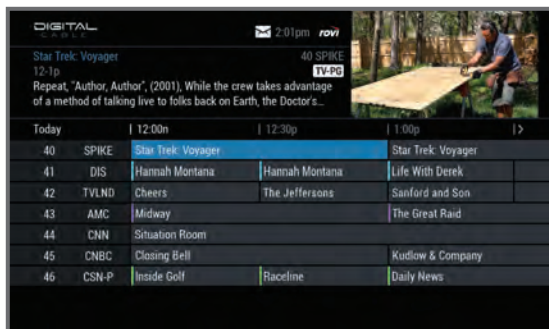 DIGITAL
CABLE
2:01pm rovi
Star Trek: Voyager 40 SPIKE
12-1p TV-PG
Repeat, "Author, Author", (2001), While the crew takes advantage
of a method of talking live to folks back on Earth, the Doctor's...
Today 12:00n 12:30p 1:00p >
40 SPIKE Star Trek: Voyager Star Trek: Voyager
41 DIS Hannah Montana Hannah Montana Life With Derek
42 TVLND Cheers The Jeffersons Sanford and Son
43 AMC Midway The Great Raid
44 CNN Situation Room
45 CNBC Closing Bell Kudlow & Company
46 CSN-P Inside Golf Raceline Daily News